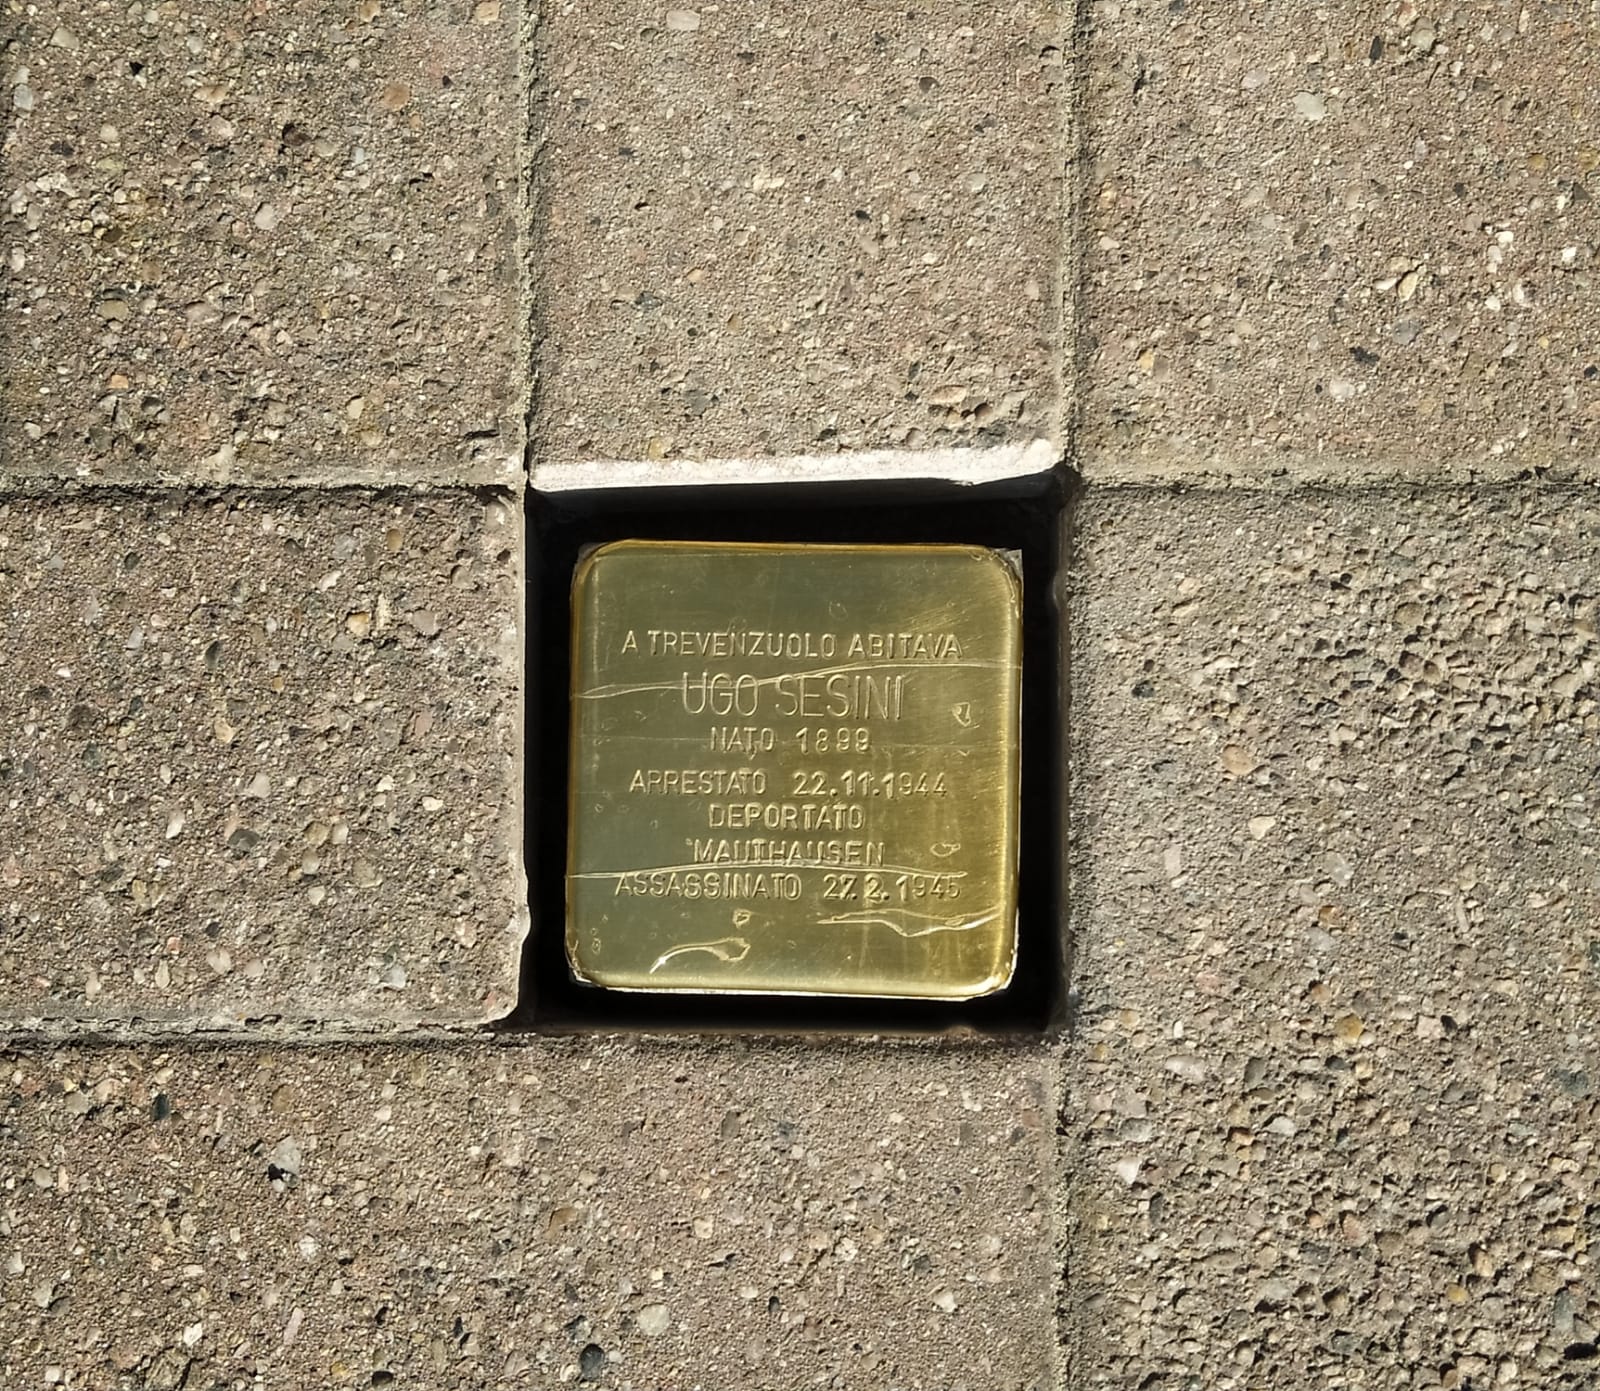 A TREVENZUOLO ABITAVA
UGO SESINI
NATO 1899
ARRESTATO 22.11.1944
DEPORTATO
MAUTHAUSEN
ASSASSINATO 27.2.1945